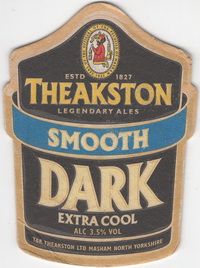 ESTD 1827
THEAKSTON
LEGENDARY ALES
SMOOTH
DARK
EXTRA COOL
ALC 3.5% VOL
T&R THEAKSTON LTD MASHAM NORTH YORKSHIRE